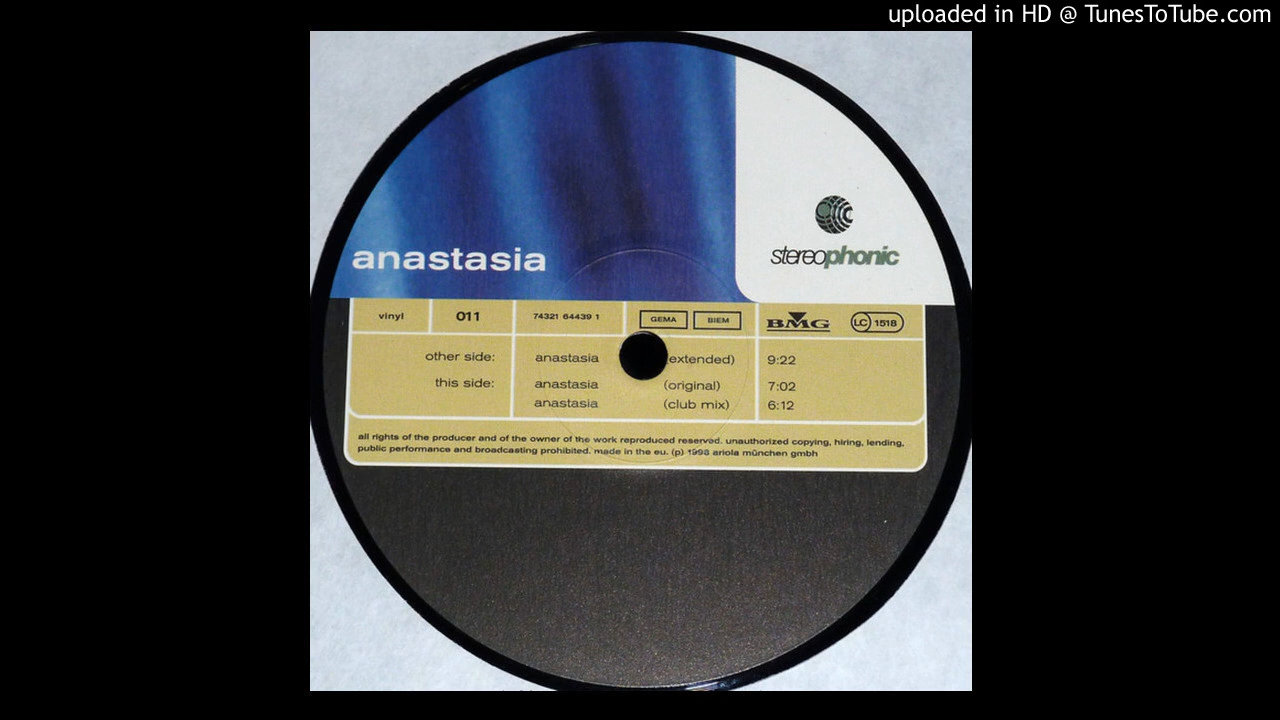 uploaded in HD @ TunesToTube.com
anastasia
stereophonic
vinyl 011 74321 64439 1 GEMA BIEM BMG LC 1518
other side: anastasia (extended) 9:22
this side: anastasia (original) 7:02
anastasia (club mix) 6:12
all rights of the producer and of the owner of the work reproduced reserved. unauthorized copying, hiring, lending,
public performance and broadcasting prohibited. made in the eu. (p) 1998 ariola münchen gmbh